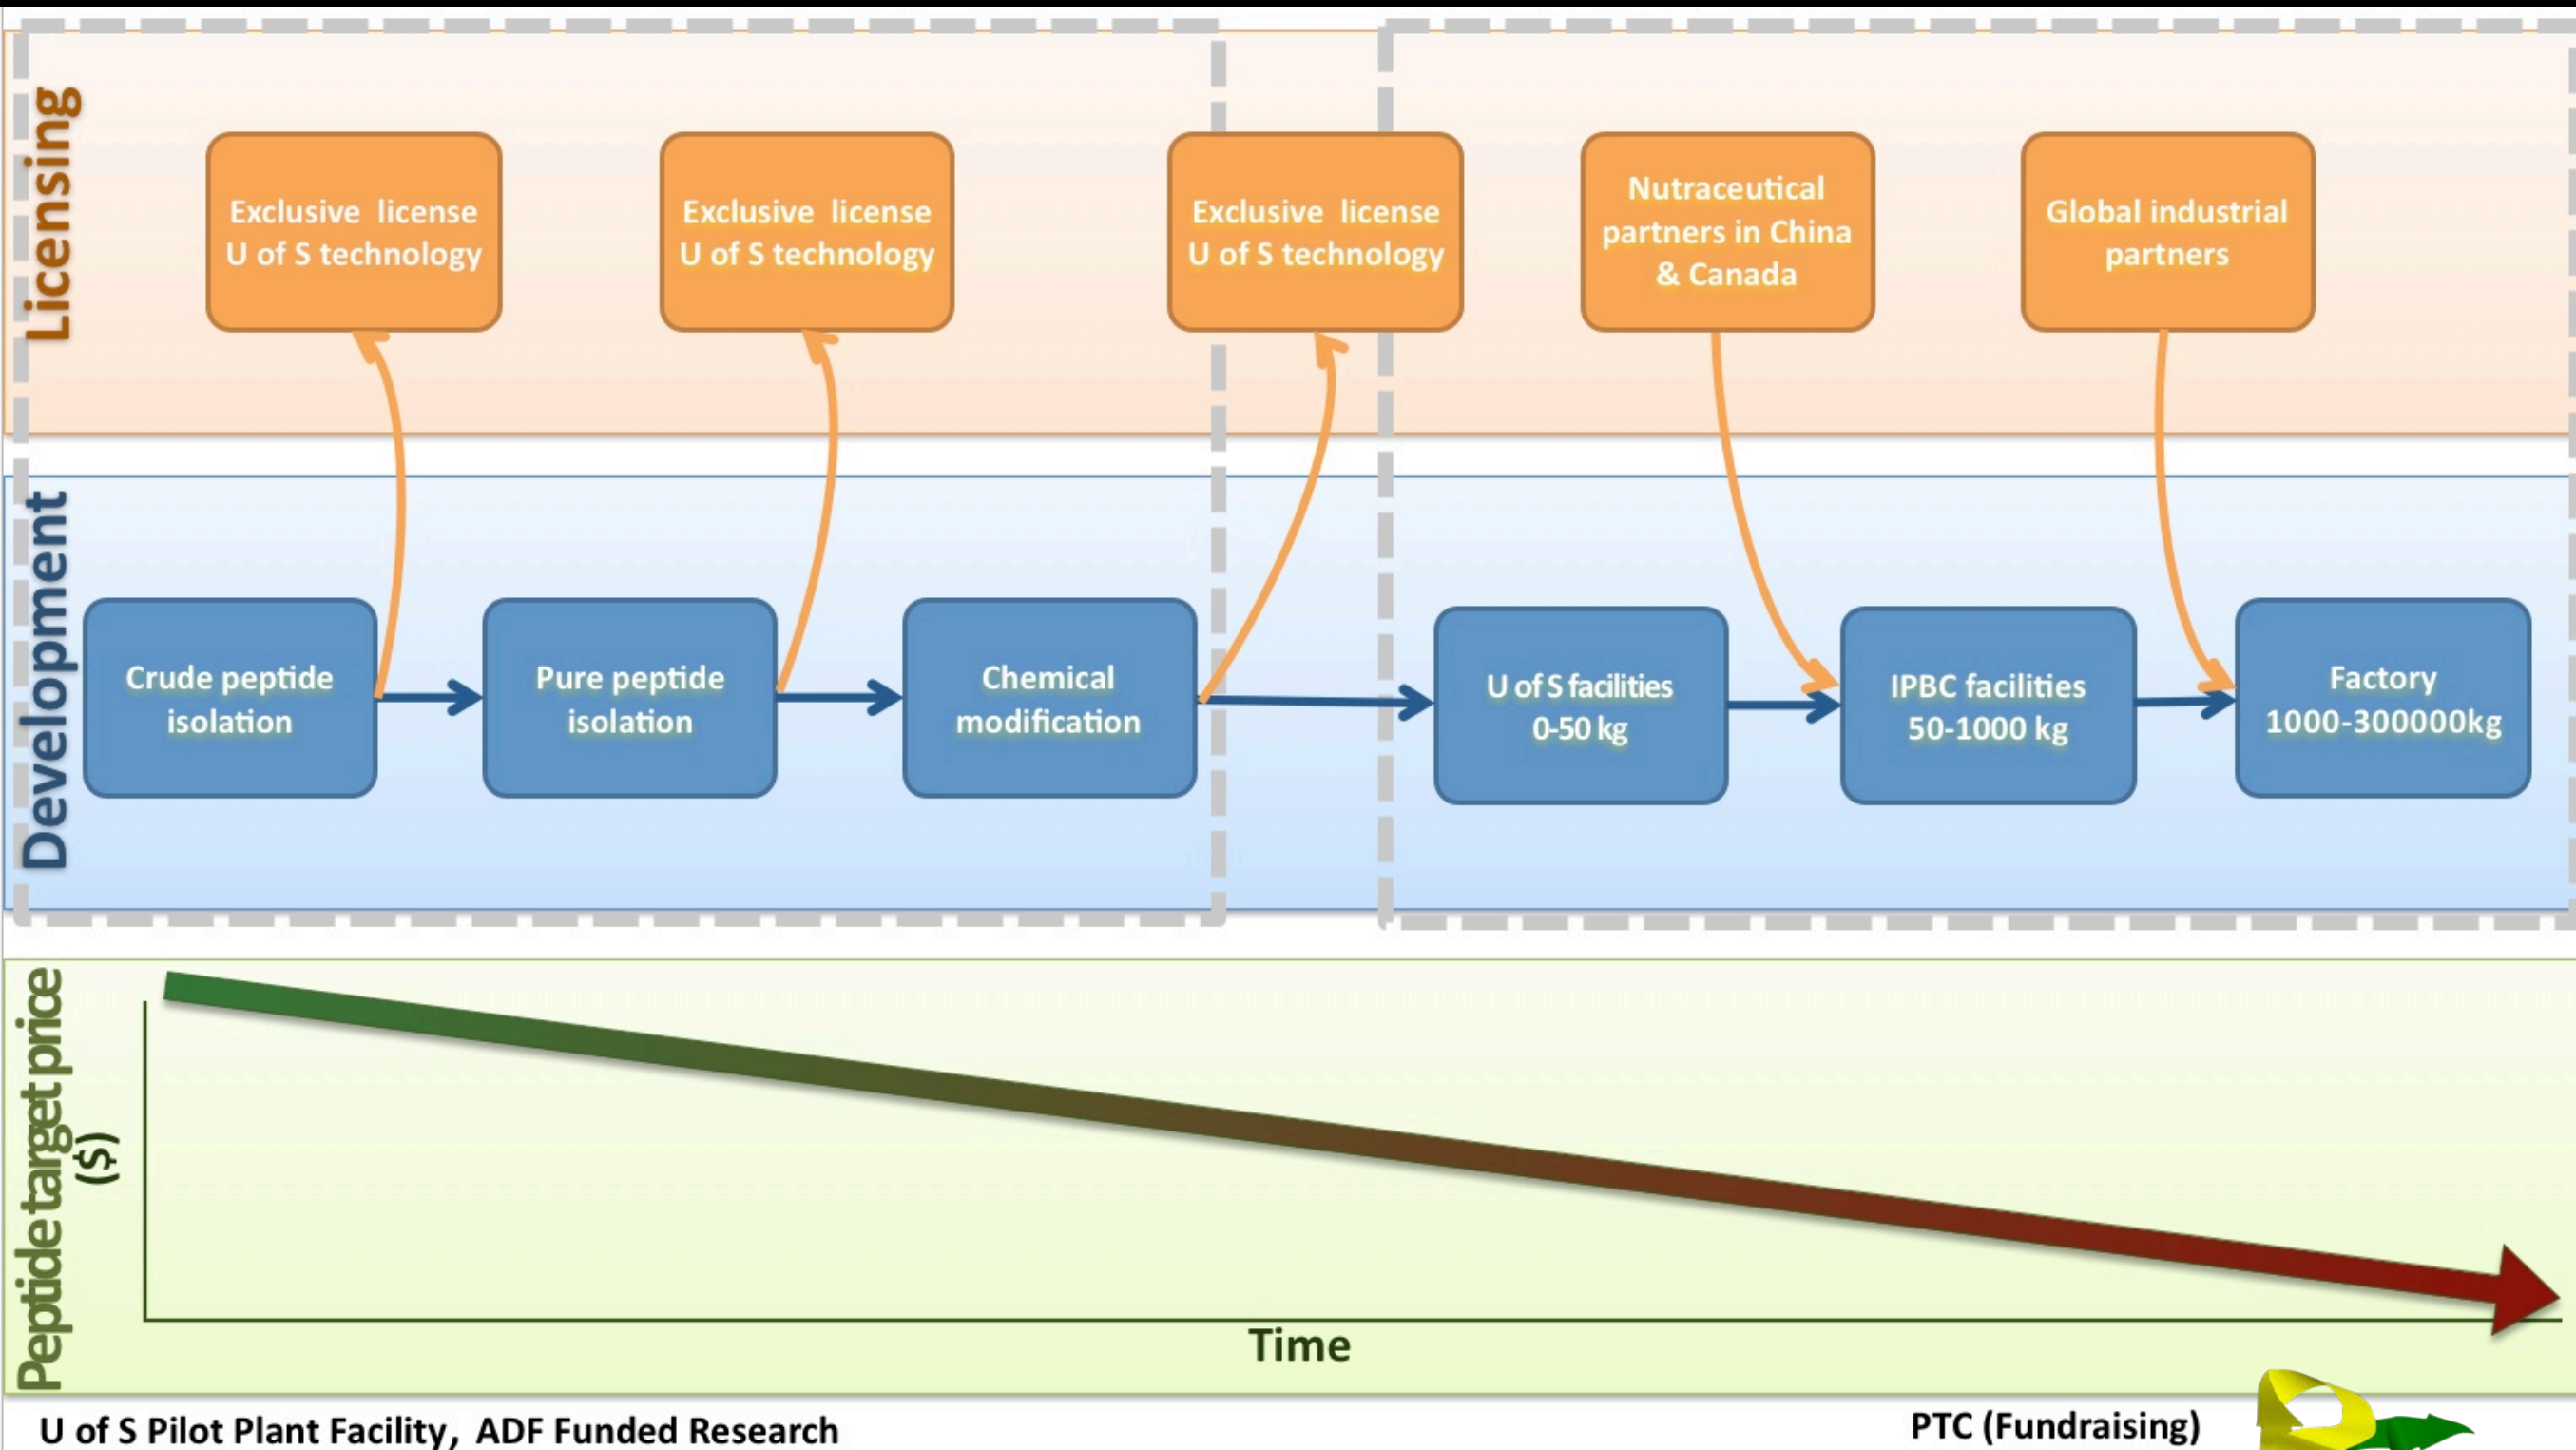 Licensing
Exclusive license
U of S technology
Exclusive license
U of S technology
Exclusive license
U of S technology
Nutraceutical
partners in China
& Canada
Global industrial
partners
Development
Crude peptide
isolation
Pure peptide
isolation
Chemical
modification
U of S facilities
0-50 kg
IPBC facilities
50-1000 kg
Factory
1000-300000kg
Peptide target price
($)
Time
U of S Pilot Plant Facility, ADF Funded Research
PTC (Fundraising)